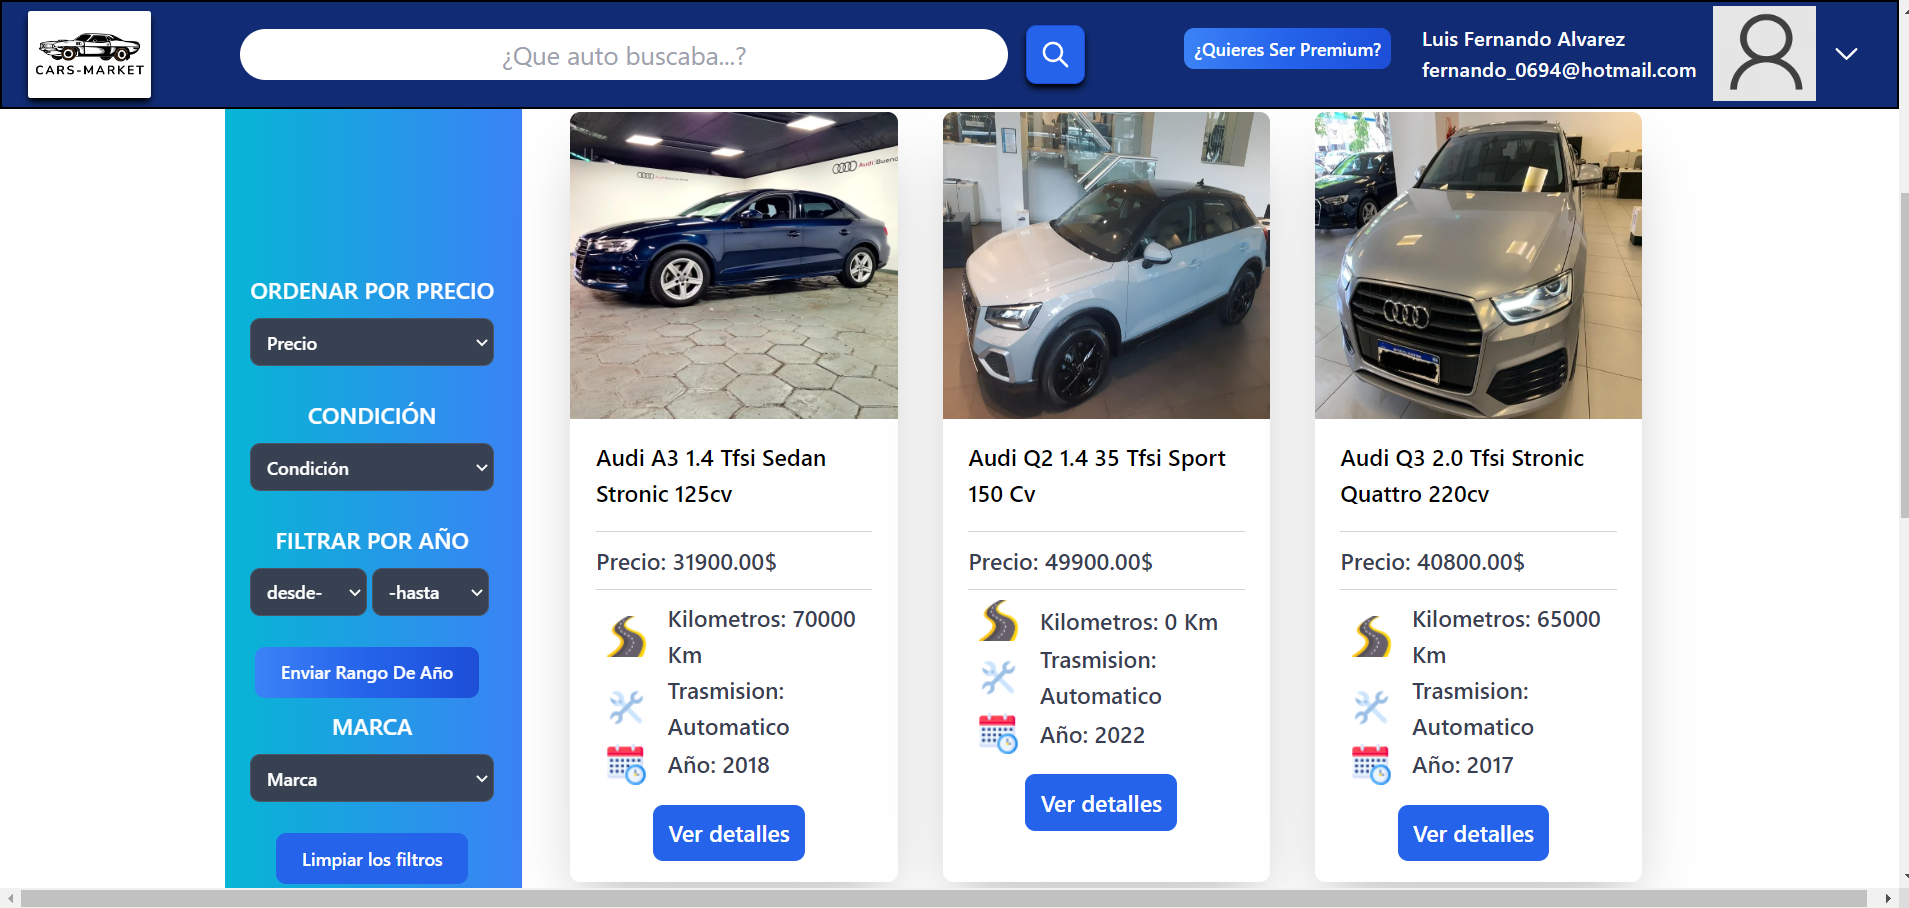 CARS-MARKET
¿Que auto buscaba...?
¿Quieres Ser Premium?
Luis Fernando Alvarez
fernando_0694@hotmail.com
ORDENAR POR PRECIO
Precio
CONDICIÓN
Condición
FILTRAR POR AÑO
desde-
-hasta
Enviar Rango De Año
MARCA
Marca
Limpiar los filtros
Audi A3 1.4 Tfsi Sedan
Stronic 125cv
Precio: 31900.00$
Kilometros: 70000
Km
Trasmision:
Automatico
Año: 2018
Ver detalles
Audi Q2 1.4 35 Tfsi Sport
150 Cv
Precio: 49900.00$
Kilometros: 0 Km
Trasmision:
Automatico
Año: 2022
Ver detalles
Audi Q3 2.0 Tfsi Stronic
Quattro 220cv
Precio: 40800.00$
Kilometros: 65000
Km
Trasmision:
Automatico
Año: 2017
Ver detalles